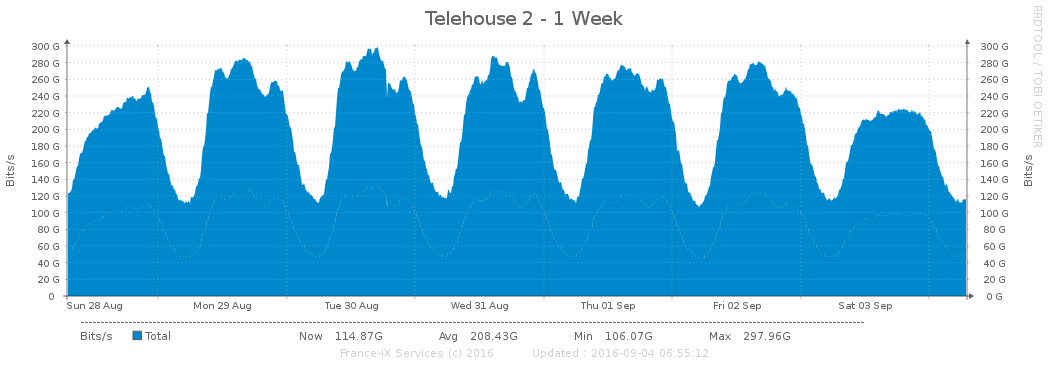 Telehouse 2 - 1 Week
RRDTOOL / TOBI OETIKER
Bits/s
300 G
280 G
260 G
240 G
220 G
200 G
180 G
160 G
140 G
120 G
100 G
80 G
60 G
40 G
20 G
0
300 G
280 G
260 G
240 G
220 G
200 G
180 G
160 G
140 G
120 G
100 G
80 G
60 G
40 G
20 G
0 G
Bits/s
Sun 28 Aug Mon 29 Aug Tue 30 Aug Wed 31 Aug Thu 01 Sep Fri 02 Sep Sat 03 Sep
Bits/s Total Now 114.87G Avg 208.43G Min 106.07G Max 297.96G
France-IX Services (c) 2016 Updated : 2016-09-04 06:55:12